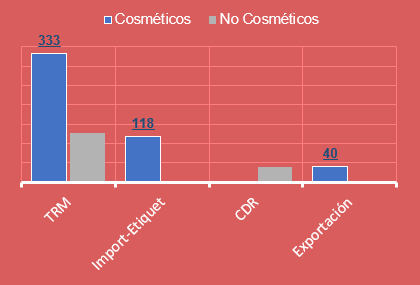 Cosméticos No Cosméticos
333
118
40
TRM
Import-Etiquet
CDR
Exportación